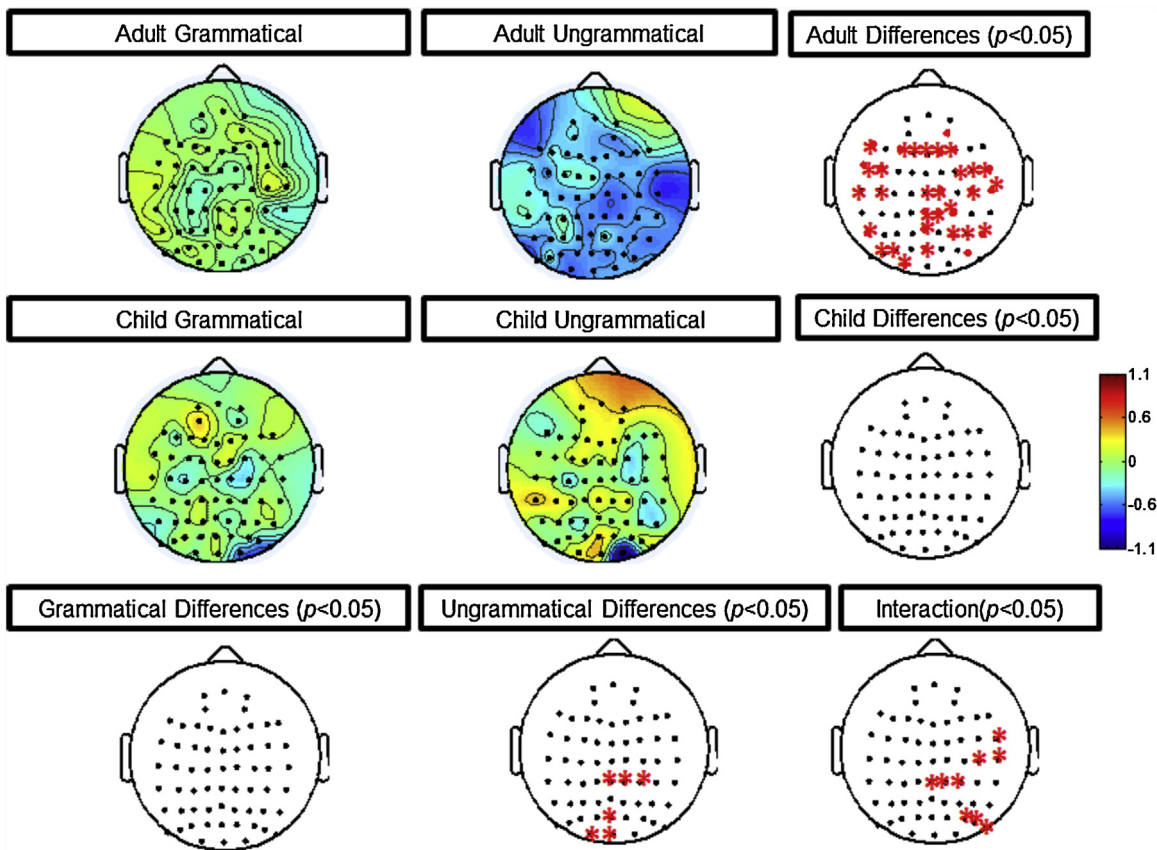 Adult Grammatical
Adult Ungrammatical
Adult Differences (p<0.05)
Child Grammatical
Child Ungrammatical
Child Differences (p<0.05)
1.1
0.6
0
-0.6
-1.1
Grammatical Differences (p<0.05)
Ungrammatical Differences (p<0.05)
Interaction(p<0.05)